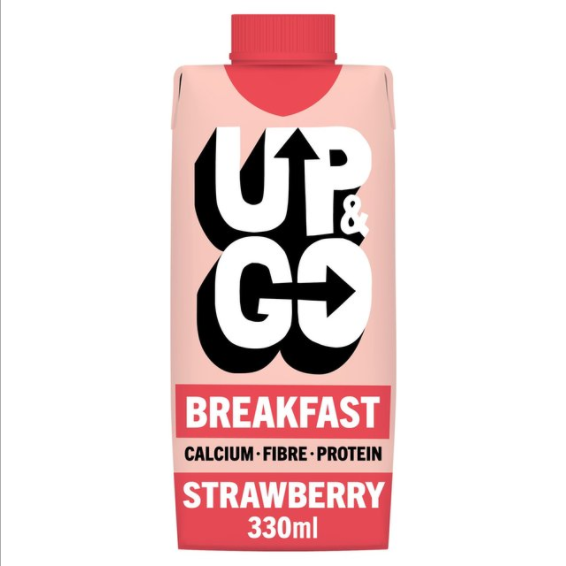 UP
&
GO
BREAKFAST
CALCIUM · FIBRE · PROTEIN
STRAWBERRY
330ml